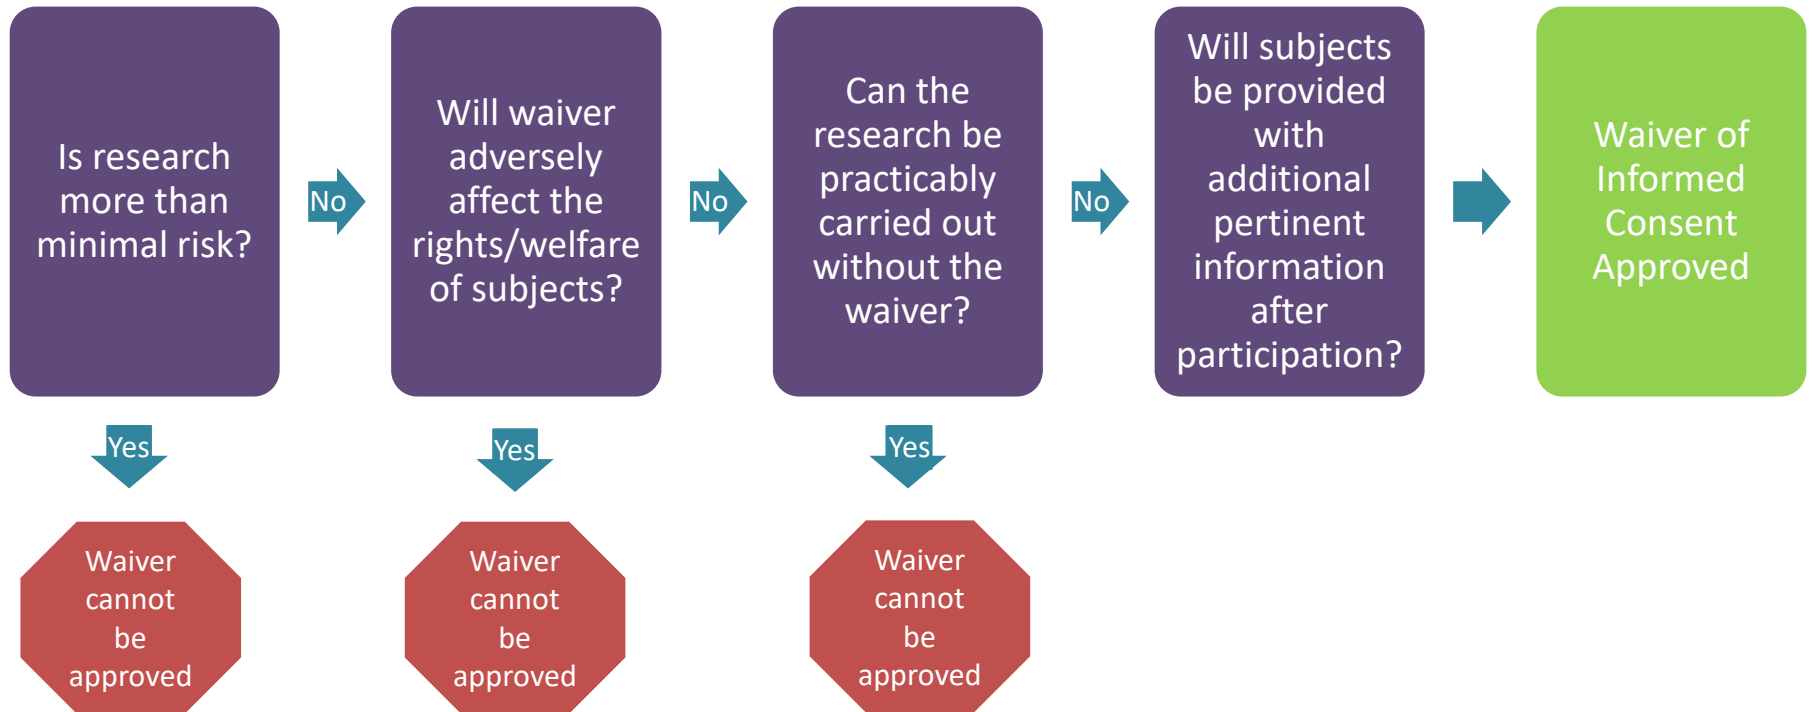 Is research
more than
minimal risk?
No
Will waiver
adversely
affect the
rights/welfare
of subjects?
No
Can the
research be
practicably
carried out
without the
waiver?
No
Will subjects
be provided
with
additional
pertinent
information
after
participation?
Waiver of
Informed
Consent
Approved
Yes
Yes
Yes
Waiver
cannot
be
approved
Waiver
cannot
be
approved
Waiver
cannot
be
approved